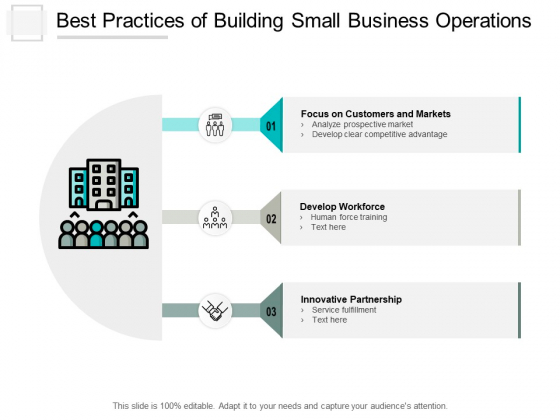 Best Practices of Building Small Business Operations
01
Focus on Customers and Markets
› Analyze prospective market
› Develop clear competitive advantage
02
Develop Workforce
› Human force training
› Text here
03
Innovative Partnership
› Service fulfillment
› Text here
This slide is 100% editable. Adapt it to your needs and capture your audience's attention.